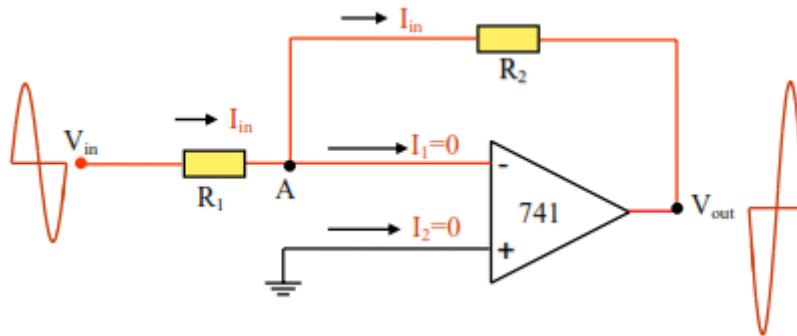 I_in
R_2
I_in
V_in
I_1=0
-
R_1
A
741
V_out
I_2=0
+